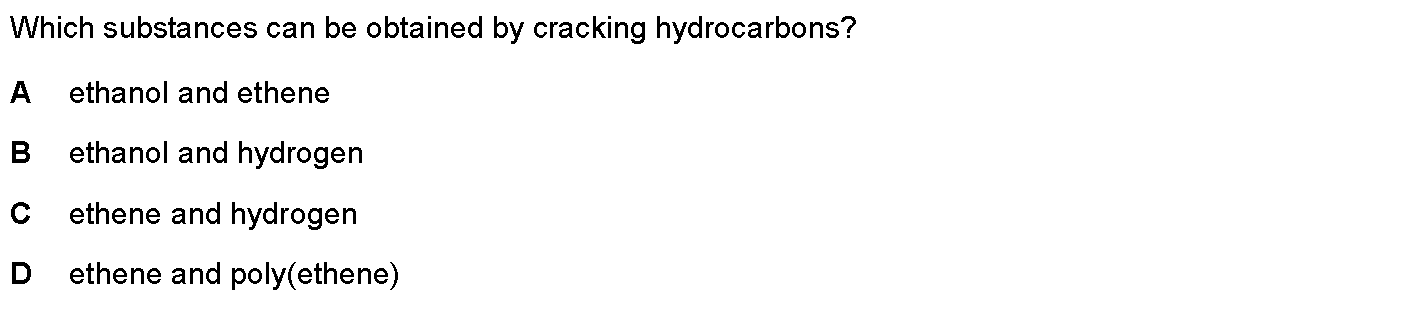 Which substances can be obtained by cracking hydrocarbons?
A ethanol and ethene
B ethanol and hydrogen
C ethene and hydrogen
D ethene and poly(ethene)